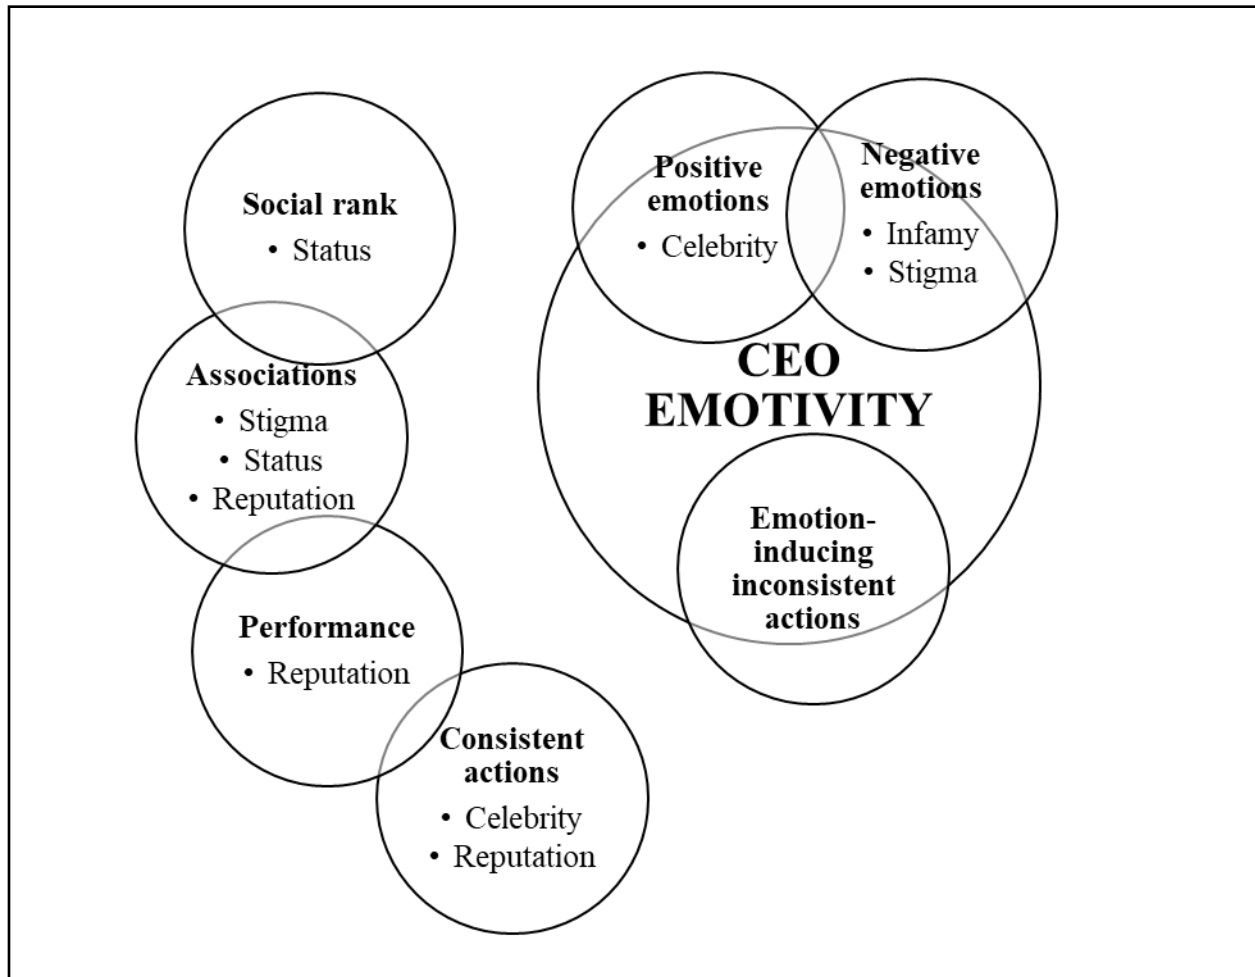 Social rank
• Status
Associations
• Stigma
• Status
• Reputation
Performance
• Reputation
Consistent
actions
• Celebrity
• Reputation
Positive
emotions
• Celebrity
Negative
emotions
• Infamy
• Stigma
CEO
EMOTIVITY
Emotion-
inducing
inconsistent
actions